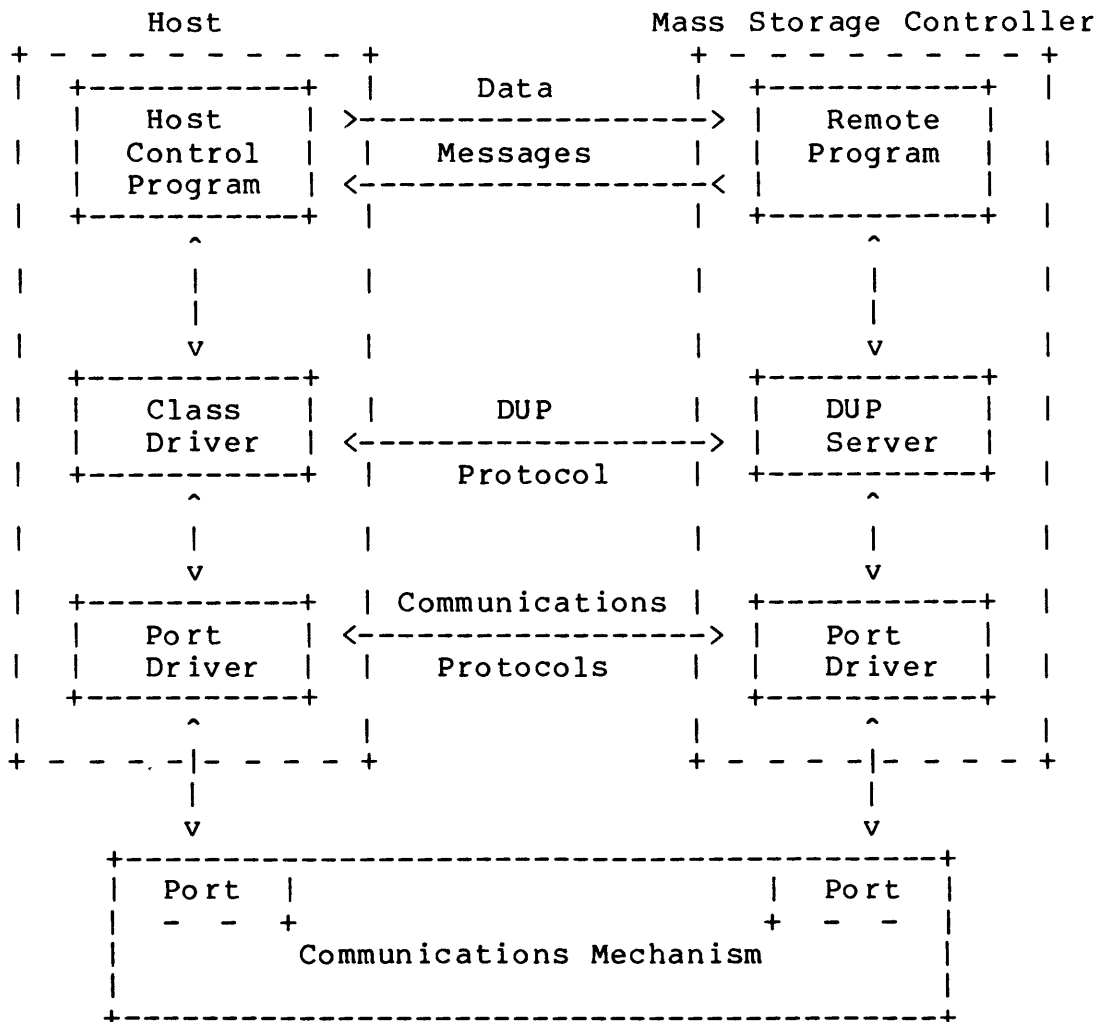 Host Mass Storage Controller
Data
Host Remote
Control Messages Program
Program
Class DUP DUP
Driver Server
Protocol
Communications
Port Port
Driver Protocols Driver
Port Port
Communications Mechanism